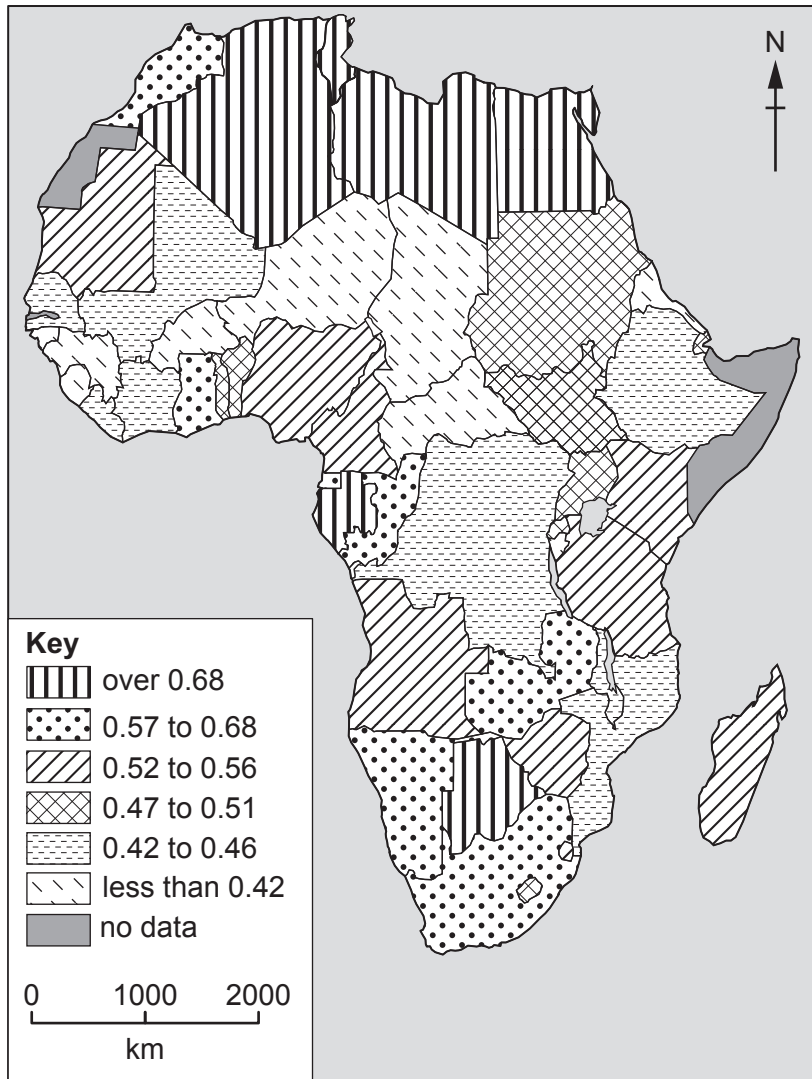 N
Key
over 0.68
0.57 to 0.68
0.52 to 0.56
0.47 to 0.51
0.42 to 0.46
less than 0.42
no data
0 1000 2000
km